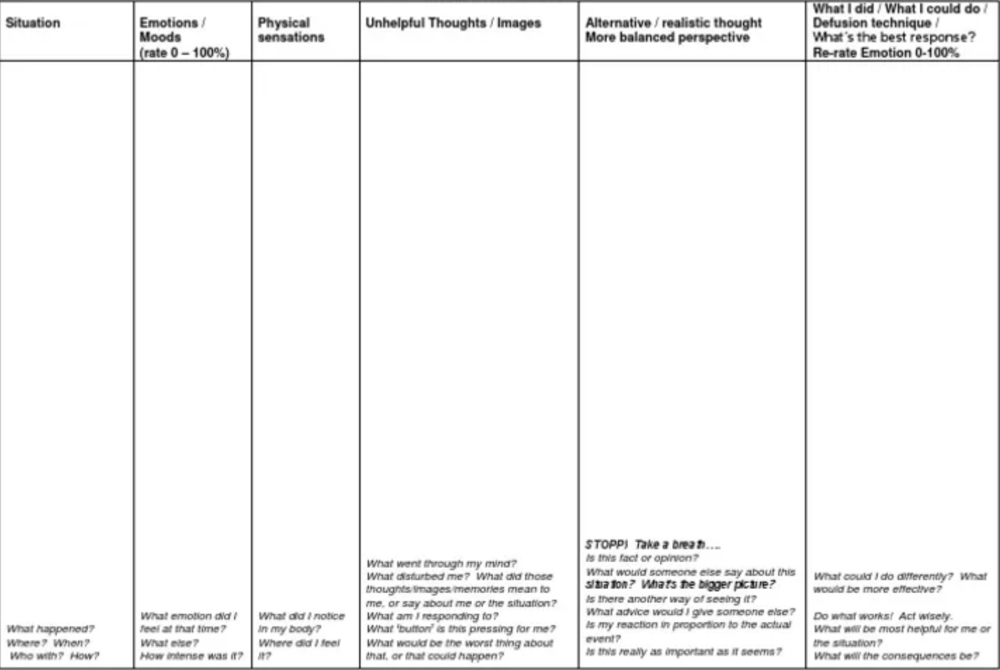 Situation
Emotions /
Moods
(rate 0 – 100%)
Physical
sensations
Unhelpful Thoughts / Images
Alternative / realistic thought
More balanced perspective
What I did / What I could do /
Defusion technique /
What's the best response?
Re-rate Emotion 0-100%
What happened?
Where? When?
Who with? How?
What emotion did I
feel at that time?
What else?
How intense was it?
What did I notice
in my body?
Where did I feel
it?
What went through my mind?
What disturbed me? What did those
thoughts/images/memories mean to
me, or say about me or the situation?
What am I responding to?
What 'button' is this pressing for me?
What would be the worst thing about
that, or that could happen?
STOPP! Take a breath....
Is this fact or opinion?
What would someone else say about this
situation? What's the bigger picture?
Is there another way of seeing it?
What advice would I give someone else?
Is my reaction in proportion to the actual
event?
Is this really as important as it seems?
What could I do differently? What
would be more effective?
Do what works! Act wisely.
What will be most helpful for me or
the situation?
What will the consequences be?